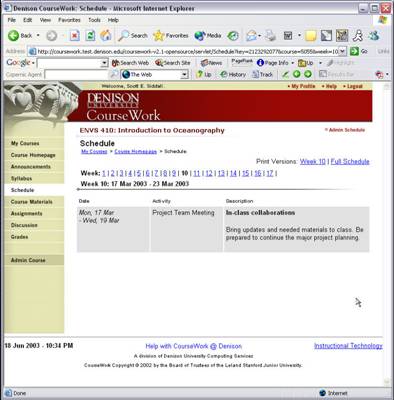 Denison CourseWork: Schedule - Microsoft Internet Explorer
File Edit View Favorites Tools Help
Back Search Favorites Media
Address http://coursework.test.denison.edu/coursework-v2.1-opensource/servlet/Schedule?key=212329207?&course=5055&week=10 Go Links
Google Search Web Search Site News PageRank Page Info Up Highlight
Copernic Agent The Web Search History Track Results Bar
Welcome, Scott E. Siddall. My Profile Help Logout
DENISON
UNIVERSITY
CourseWork
ENVS 410: Introduction to Oceanography Admin Schedule
My Courses
Course Homepage
Announcements
Syllabus
Schedule
Course Materials
Assignments
Discussion
Grades
Admin Course
Schedule
My Courses > Course Homepage > Schedule
Print Versions: Week 10 | Full Schedule
Week: 1 | 2 | 3 | 4 | 5 | 6 | 7 | 8 | 9 | 10 | 11 | 12 | 13 | 14 | 15 | 16 | 17 |
Week 10: 17 Mar 2003 - 23 Mar 2003
Date Activity Description
Mon, 17 Mar Project Team Meeting In-class collaborations
- Wed, 19 Mar
Bring updates and needed materials to class. Be
prepared to continue the major project planning.
18 Jun 2003 - 10:34 PM Help with CourseWork @ Denison Instructional Technology
A division of Denison University Computing Services
CourseWork Copyright © 2002 by the Board of Trustees of the Leland Stanford Junior University.
Done Internet